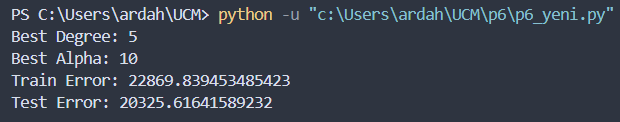 PS C:\Users\ardah\UCM> python -u "c:\Users\ardah\UCM\p6\p6_yeni.py"
Best Degree: 5
Best Alpha: 10
Train Error: 22869.839453485423
Test Error: 20325.61641589232